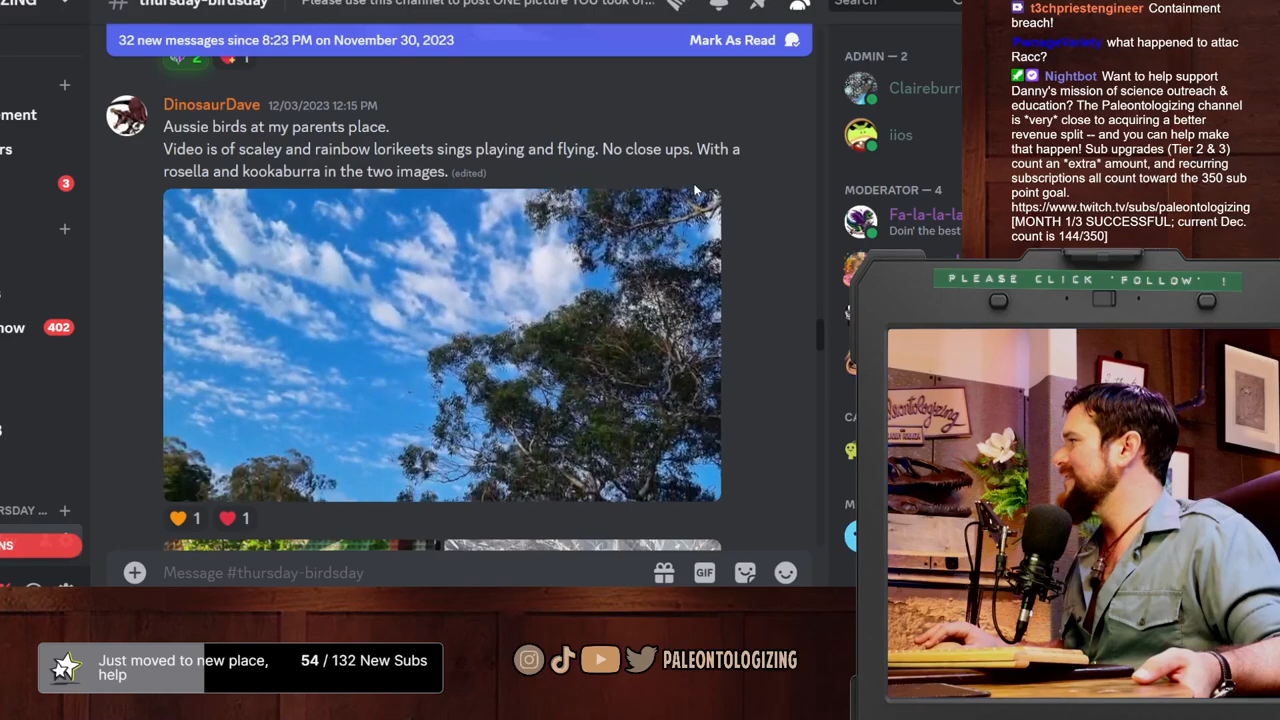 thursday-birdsday
Please use this channel to post ONE picture YOU took of...
Search
32 new messages since 8:23 PM on November 30, 2023
Mark As Read
2
1
DinosaurDave 12/03/2023 12:15 PM
Aussie birds at my parents place.
Video is of scaley and rainbow lorikeets sings playing and flying. No close ups. With a
rosella and kookaburra in the two images. (edited)
1
1
Message #thursday-birdsday
GIF
3
402
ADMIN — 2
Claireburr
iios
MODERATOR — 4
Fa-la-la-la
Doin' the best
t3chpriestengineer Containment
breach!
what happened to attac
Racc?
Nightbot Want to help support
Danny's mission of science outreach &
education? The Paleontologizing channel
is *very* close to acquiring a better
revenue split -- and you can help make
that happen! Sub upgrades (Tier 2 & 3)
count an *extra* amount, and recurring
subscriptions all count toward the 350 sub
point goal.
https://www.twitch.tv/subs/paleontologizing
[MONTH 1/3 SUCCESSFUL; current Dec.
count is 144/350]
PLEASE CLICK 'FOLLOW' !
Paleontologizing
Just moved to new place,
help
54 / 132 New Subs
PALEONTOLOGIZING